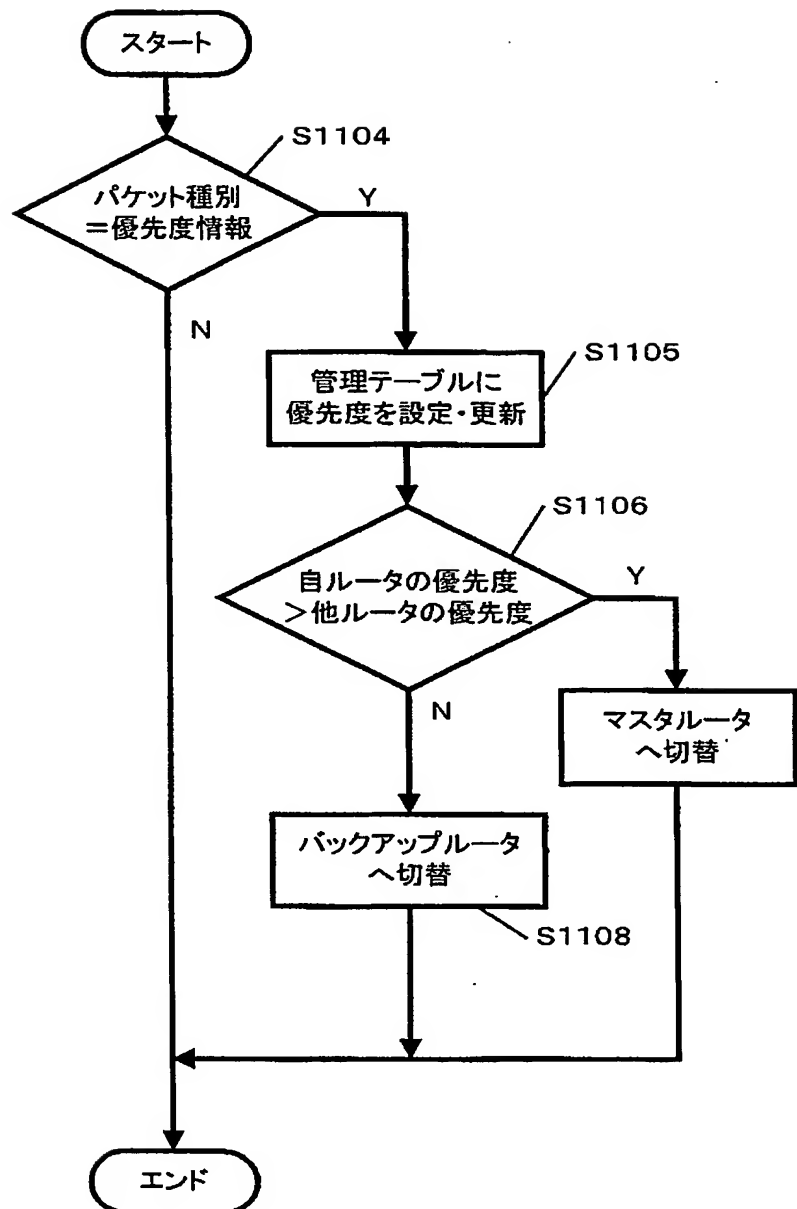 スタート
S1104
パケット種別
=優先度情報
Y
N
S1105
管理テーブルに
優先度を設定・更新
S1106
自ルータの優先度
>他ルータの優先度
Y
N
マスタルータ
へ切替
バックアップルータ
へ切替
S1108
エンド